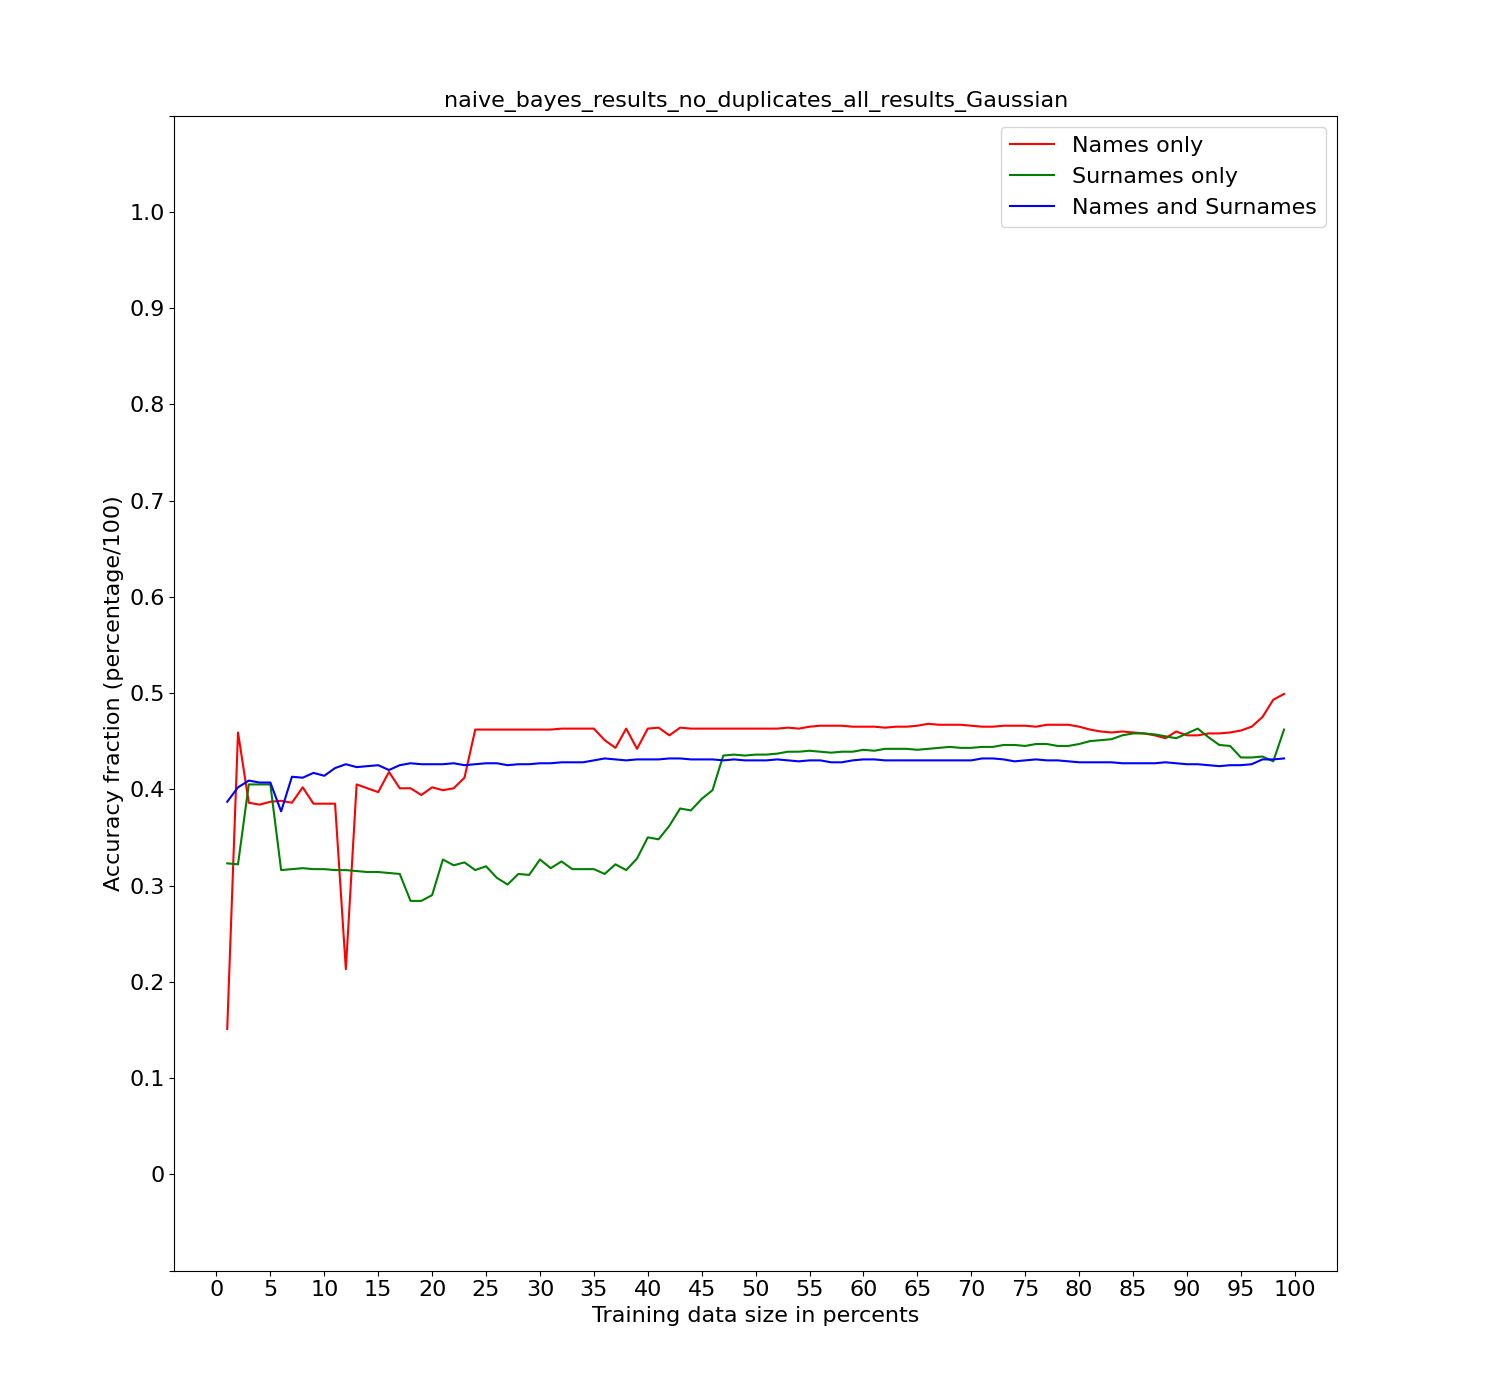 naive_bayes_results_no_duplicates_all_results_Gaussian
Names only
Surnames only
Names and Surnames
1.0
0.9
0.8
0.7
0.6
0.5
0.4
0.3
0.2
0.1
0
Accuracy fraction (percentage/100)
0 5 10 15 20 25 30 35 40 45 50 55 60 65 70 75 80 85 90 95 100
Training data size in percents